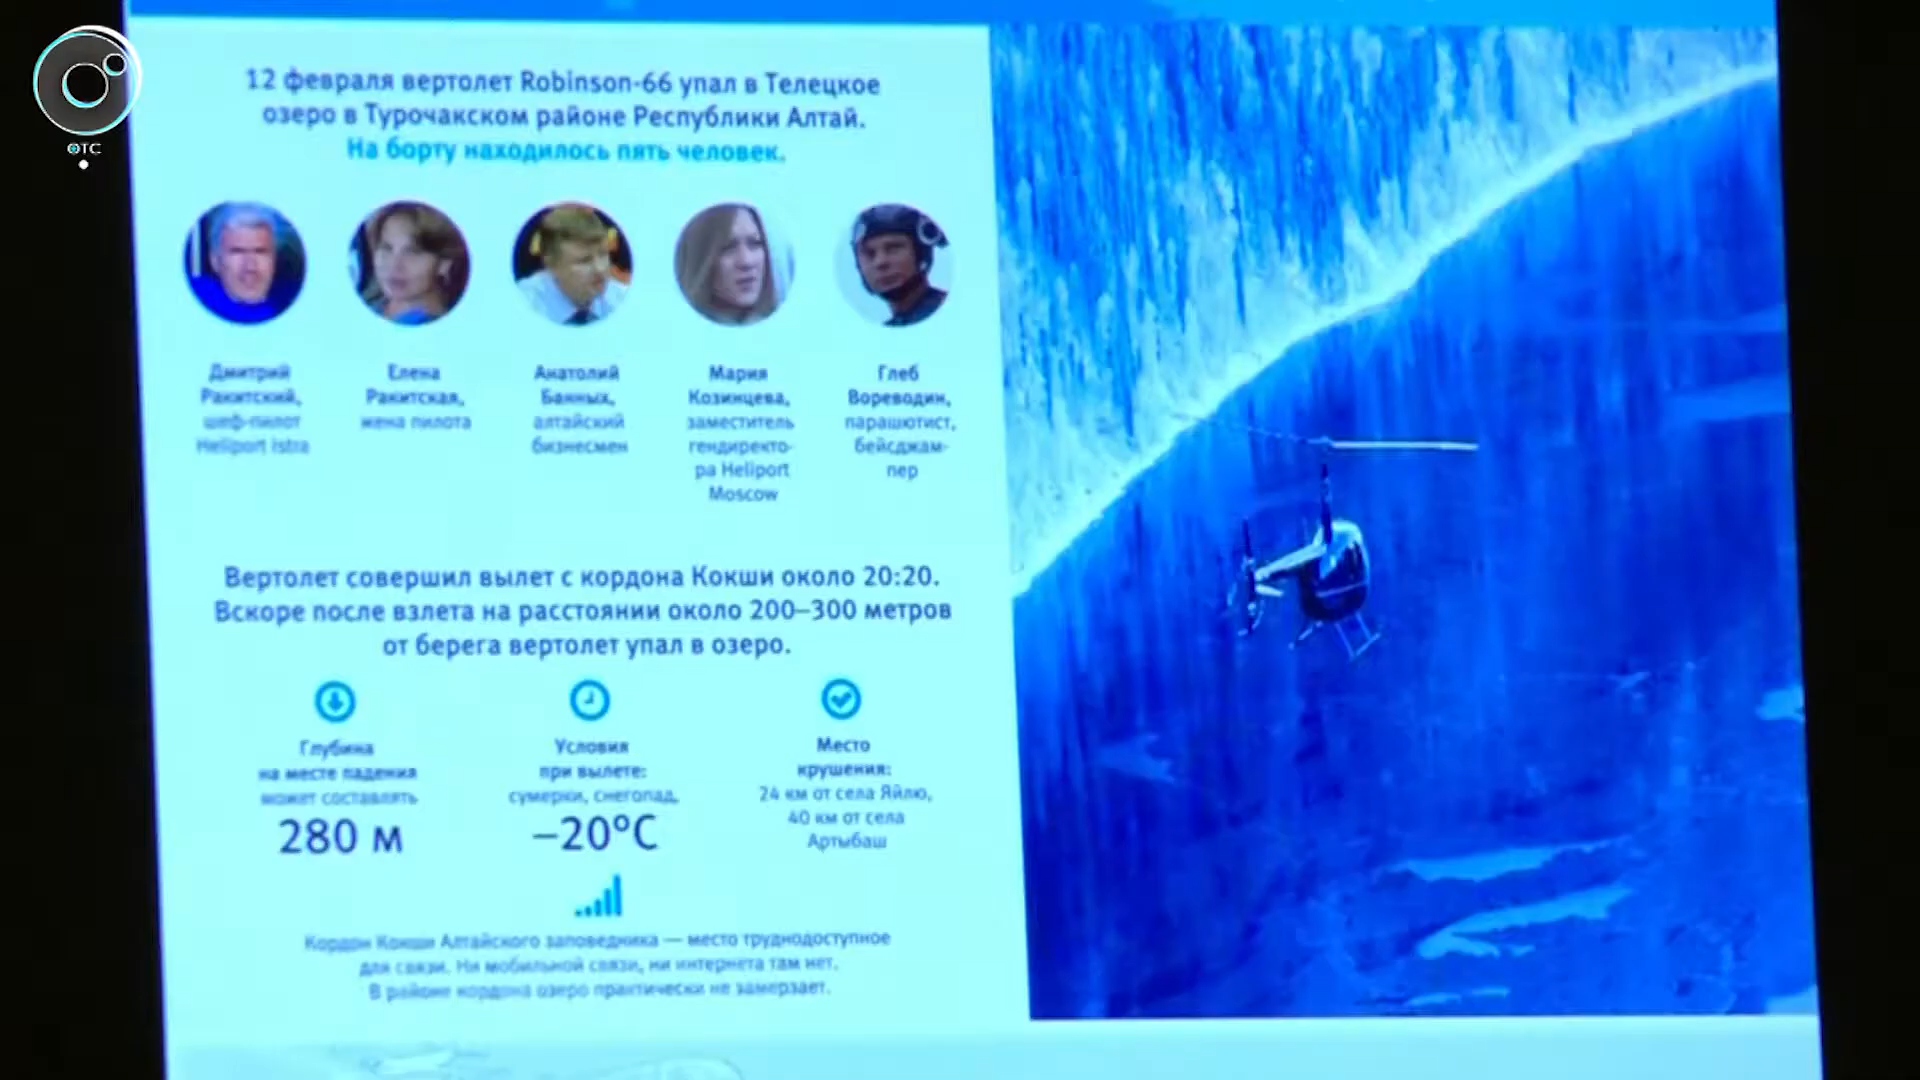 ОТС
12 февраля вертолет Robinson-66 упал в Телецкое
озеро в Турочакском районе Республики Алтай.
На борту находилось пять человек.
Дмитрий
Ракитский,
шеф-пилот
Heliport Istra
Елена
Ракитская,
жена пилота
Анатолий
Банных,
алтайский
бизнесмен
Мария
Козинцева,
заместитель
гендиректо-
ра Heliport
Moscow
Глеб
Вореводин,
парашютист,
бейсджам-
пер
Вертолет совершил вылет с кордона Кокши около 20:20.
Вскоре после взлета на расстоянии около 200–300 метров
от берега вертолет упал в озеро.
Глубина
на месте падения
может составлять
280 м
Условия
при вылете:
сумерки, снегопад,
–20°C
Место
крушения:
24 км от села Яйлю,
40 км от села
Артыбаш
Кордон Кокши Алтайского заповедника — место труднодоступное
для связи. Ни мобильной связи, ни интернета там нет.
В районе кордона озеро практически не замерзает.